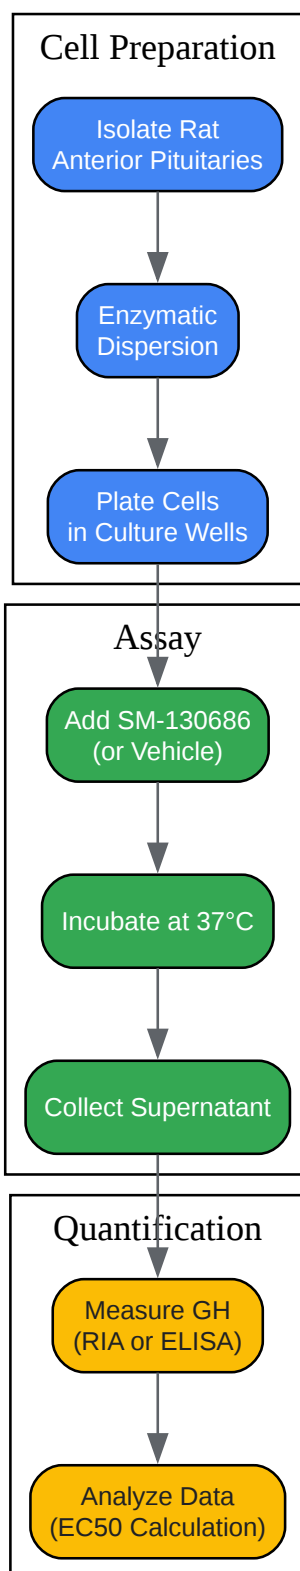 Cell Preparation
Isolate Rat
Anterior Pituitaries
Enzymatic
Dispersion
Plate Cells
in Culture Wells
Assay
Add SM-130686
(or Vehicle)
Incubate at 37°C
Collect Supernatant
Quantification
Measure GH
(RIA or ELISA)
Analyze Data
(EC50 Calculation)